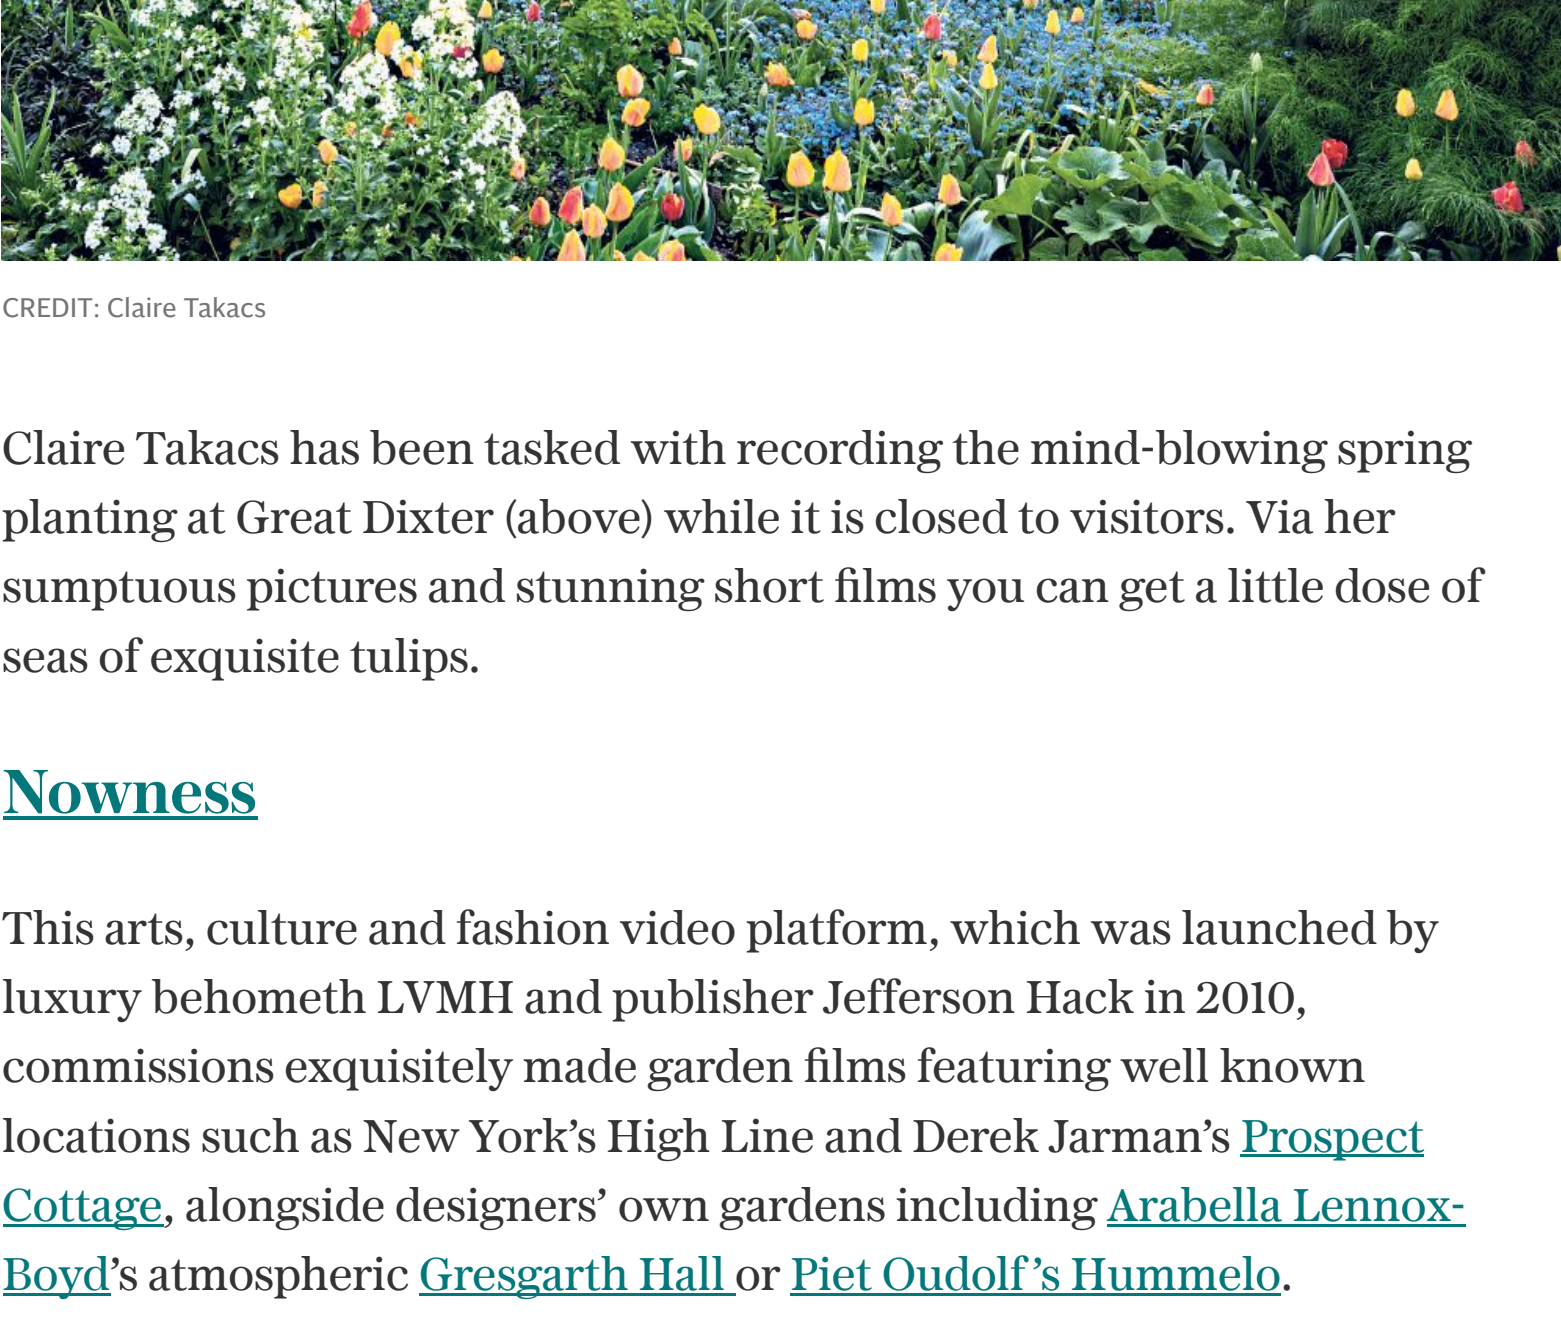 CREDIT: Claire Takacs
Claire Takacs has been tasked with recording the mind-blowing spring
planting at Great Dixter (above) while it is closed to visitors. Via her
sumptuous pictures and stunning short films you can get a little dose of
seas of exquisite tulips.
Nowness
This arts, culture and fashion video platform, which was launched by
luxury behometh LVMH and publisher Jefferson Hack in 2010,
commissions exquisitely made garden films featuring well known
locations such as New York’s High Line and Derek Jarman’s Prospect
Cottage, alongside designers’ own gardens including Arabella Lennox-
Boyd’s atmospheric Gresgarth Hall or Piet Oudolf’s Hummelo.